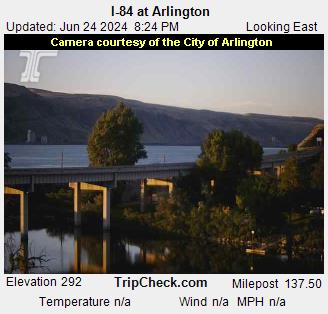 I-84 at Arlington
Updated: Jun 24 2024 8:24 PM Looking East
Camera courtesy of the City of Arlington
Elevation 292 TripCheck.com Milepost 137.50
Temperature n/a Wind n/a MPH n/a